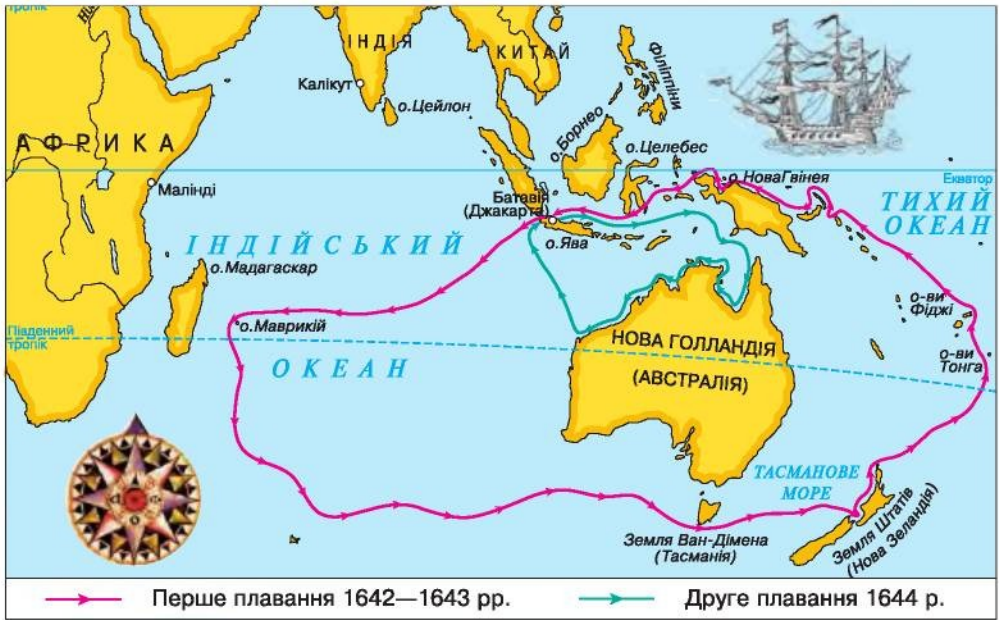 тропік
ІНДІЯ
КИТАЙ
Філіппіни
Калікут
о.Цейлон
АФРИКА
о.Борнео
о.Целебес
Малінді
о.НоваГвінея
Екватор
Батавія
(Джакарта)
ТИХИЙ
ОКЕАН
ІНДІЙСЬКИЙ
о.Ява
о.Мадагаскар
о-ви
Фіджі
о.Маврикій
Південний
тропік
НОВА ГОЛЛАНДІЯ
(АВСТРАЛІЯ)
о-ви
Тонга
ОКЕАН
ТАСМАНОВЕ
МОРЕ
Земля Ван-Дімена
(Тасманія)
Земля Штатів
(Нова Зеландія)
Перше плавання 1642—1643 рр.
Друге плавання 1644 р.